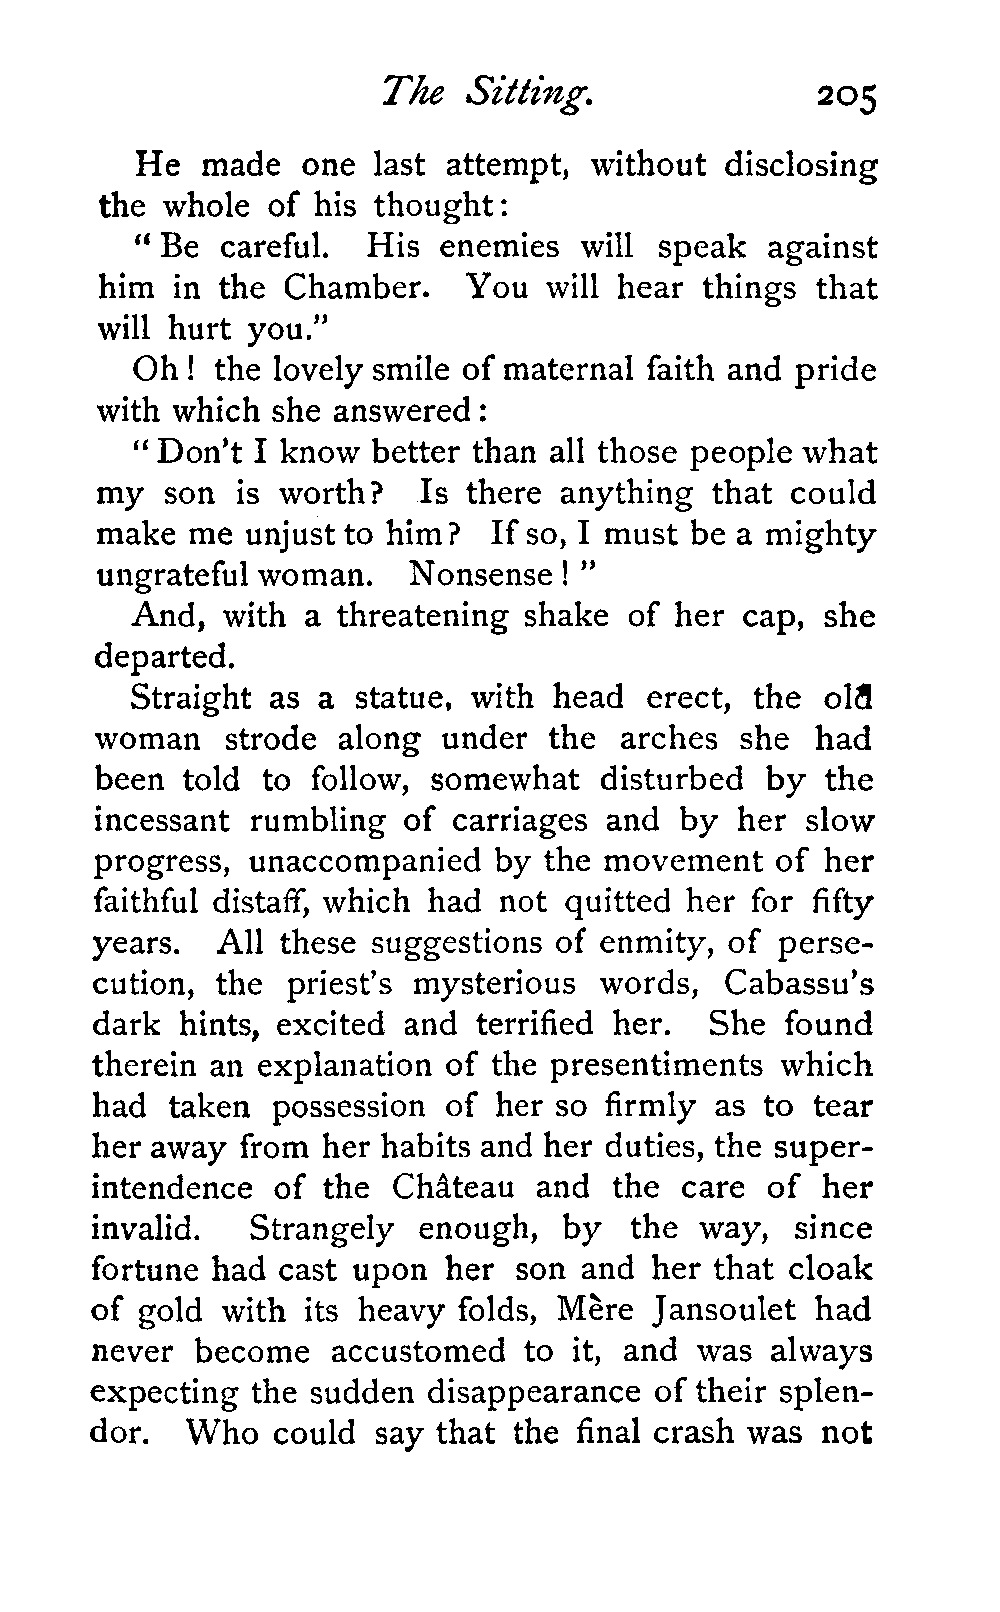 The Sitting. 205
He made one last attempt, without disclosing
the whole of his thought:
"Be careful. His enemies will speak against
him in the Chamber. You will hear things that
will hurt you."
Oh! the lovely smile of maternal faith and pride
with which she answered:
"Don't I know better than all those people what
my son is worth? Is there anything that could
make me unjust to him? If so, I must be a mighty
ungrateful woman. Nonsense!"
And, with a threatening shake of her cap, she
departed.
Straight as a statue, with head erect, the old
woman strode along under the arches she had
been told to follow, somewhat disturbed by the
incessant rumbling of carriages and by her slow
progress, unaccompanied by the movement of her
faithful distaff, which had not quitted her for fifty
years. All these suggestions of enmity, of perse-
cution, the priest's mysterious words, Cabassu's
dark hints, excited and terrified her. She found
therein an explanation of the presentiments which
had taken possession of her so firmly as to tear
her away from her habits and her duties, the super-
intendence of the Château and the care of her
invalid. Strangely enough, by the way, since
fortune had cast upon her son and her that cloak
of gold with its heavy folds, Mère Jansoulet had
never become accustomed to it, and was always
expecting the sudden disappearance of their splen-
dor. Who could say that the final crash was not